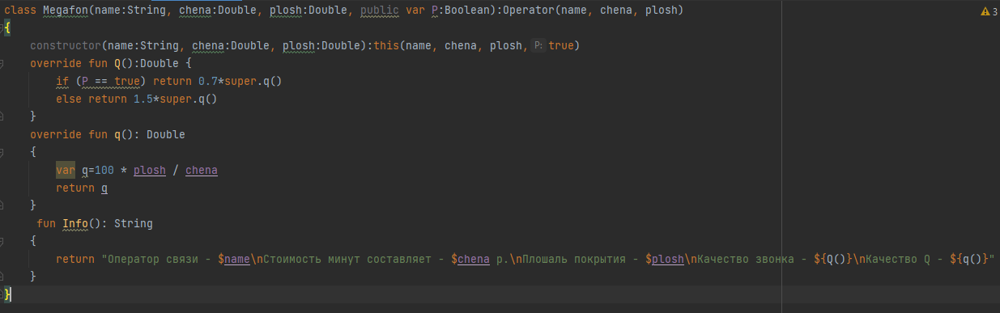 class Megafon(name:String, chena:Double, plosh:Double, public var P:Boolean):Operator(name, chena, plosh)
3
{
constructor(name:String, chena:Double, plosh:Double):this(name, chena, plosh, P: true)
override fun Q():Double {
if (P == true) return 0.7*super.q()
else return 1.5*super.q()
}
override fun q(): Double
{
var q=100 * plosh / chena
return q
}
fun Info(): String
{
return "Оператор связи - $name\nСтоимость минут составляет - $chena р.\nПлошаль покрытия - $plosh\nКачество звонка - ${Q()}\nКачество Q - ${q()}"
}
}